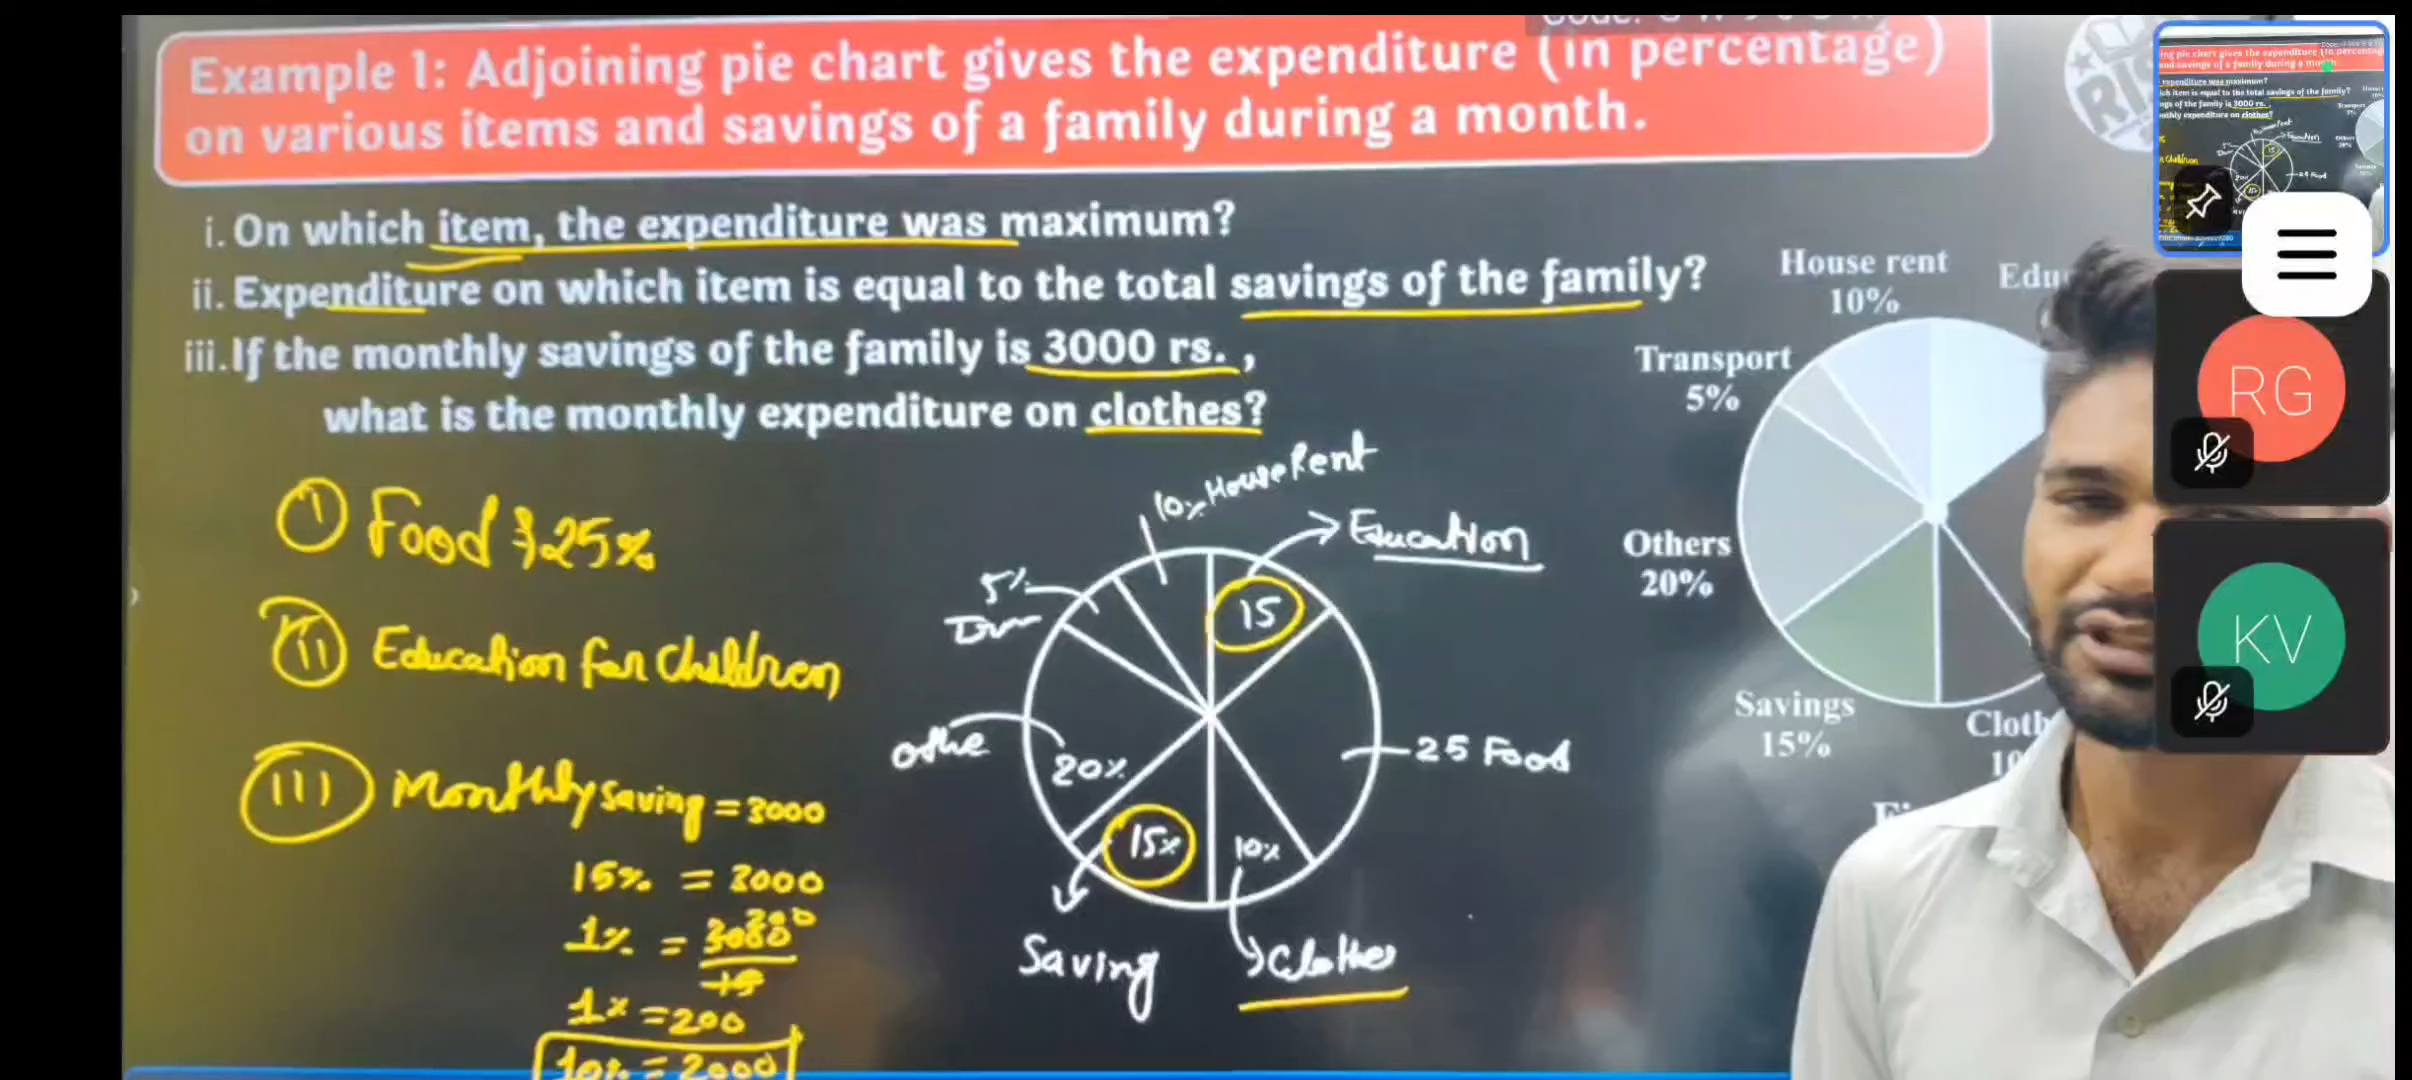 Example 1: Adjoining pie chart gives the expenditure (in percentage)
on various items and savings of a family during a month.
i. On which item, the expenditure was maximum?
ii. Expenditure on which item is equal to the total savings of the family?
iii. If the monthly savings of the family is 3000 rs. ,
what is the monthly expenditure on clothes?
House rent
10%
Transport
5%
Others
20%
Savings
15%
① Food 25%
ii Education for Children
iii Monthly saving = 3000
15% = 3000
1% = 3000
15
200
1% = 200
10% = 2000
10% House Rent
Education
15
5%
20%
25 Food
15%
10%
Saving
Clothes
RG
KV